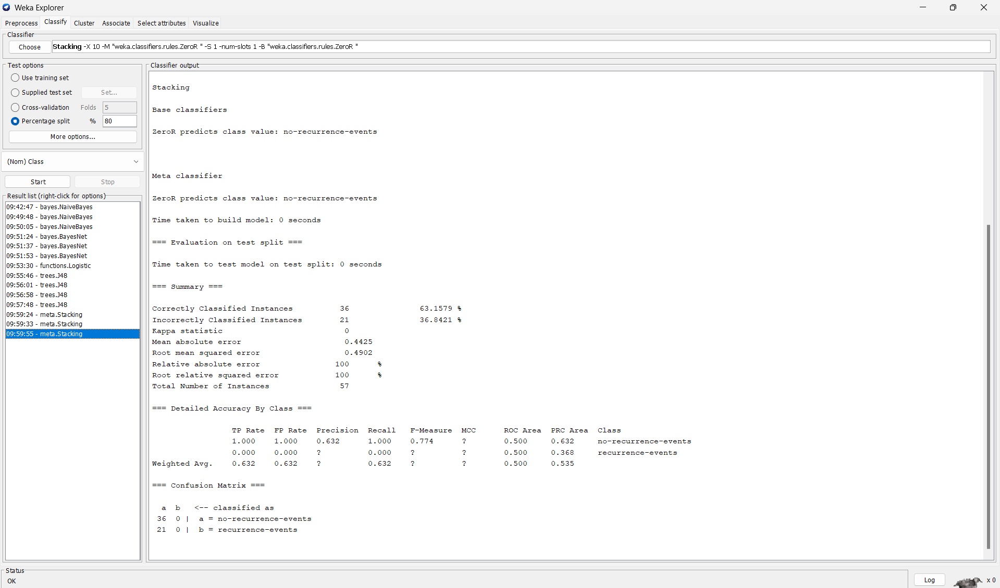 Weka Explorer
Preprocess Classify Cluster Associate Select attributes Visualize
Classifier
Choose Stacking -X 10 -M "weka.classifiers.rules.ZeroR " -S 1 -num-slots 1 -B "weka.classifiers.rules.ZeroR "
Test options
Use training set
Supplied test set Set...
Cross-validation Folds 5
Percentage split % 80
More options...
(Nom) Class
Start Stop
Result list (right-click for options)
09:42:47 - bayes.NaiveBayes
09:49:48 - bayes.NaiveBayes
09:50:05 - bayes.NaiveBayes
09:51:24 - bayes.BayesNet
09:51:37 - bayes.BayesNet
09:51:53 - bayes.BayesNet
09:53:30 - functions.Logistic
09:55:46 - trees.J48
09:56:01 - trees.J48
09:56:58 - trees.J48
09:57:48 - trees.J48
09:59:24 - meta.Stacking
09:59:33 - meta.Stacking
09:59:55 - meta.Stacking
Classifier output
Stacking
Base classifiers
ZeroR predicts class value: no-recurrence-events
Meta classifier
ZeroR predicts class value: no-recurrence-events
Time taken to build model: 0 seconds
=== Evaluation on test split ===
Time taken to test model on test split: 0 seconds
=== Summary ===
Correctly Classified Instances 36 63.1579 %
Incorrectly Classified Instances 21 36.8421 %
Kappa statistic 0
Mean absolute error 0.4425
Root mean squared error 0.4902
Relative absolute error 100 %
Root relative squared error 100 %
Total Number of Instances 57
=== Detailed Accuracy By Class ===
TP Rate FP Rate Precision Recall F-Measure MCC ROC Area PRC Area Class
1.000 1.000 0.632 1.000 0.774 ? 0.500 0.632 no-recurrence-events
0.000 0.000 ? 0.000 ? ? 0.500 0.368 recurrence-events
Weighted Avg. 0.632 0.632 ? 0.632 ? ? 0.500 0.535
=== Confusion Matrix ===
a b <-- classified as
36 0 | a = no-recurrence-events
21 0 | b = recurrence-events
Status
OK
Log x 0